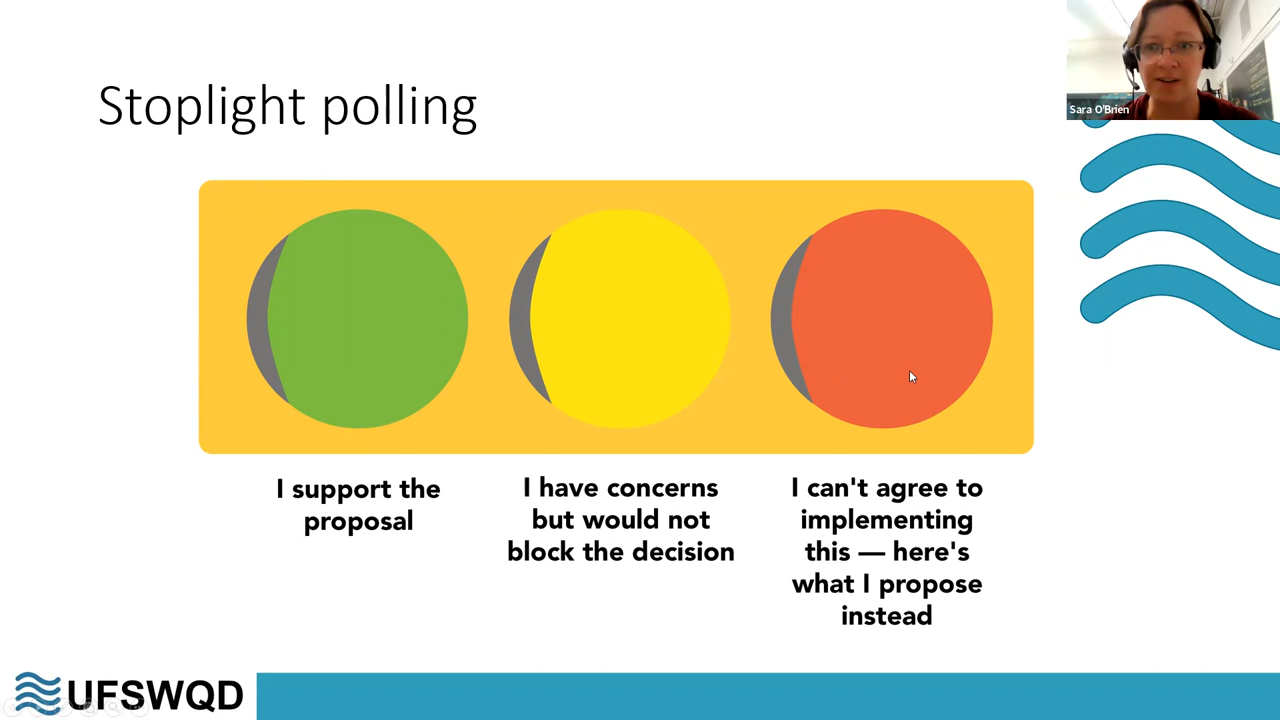 Sara O'Brien
Stoplight polling
I support the
proposal
I have concerns
but would not
block the decision
I can't agree to
implementing
this — here's
what I propose
instead
UFSWQD